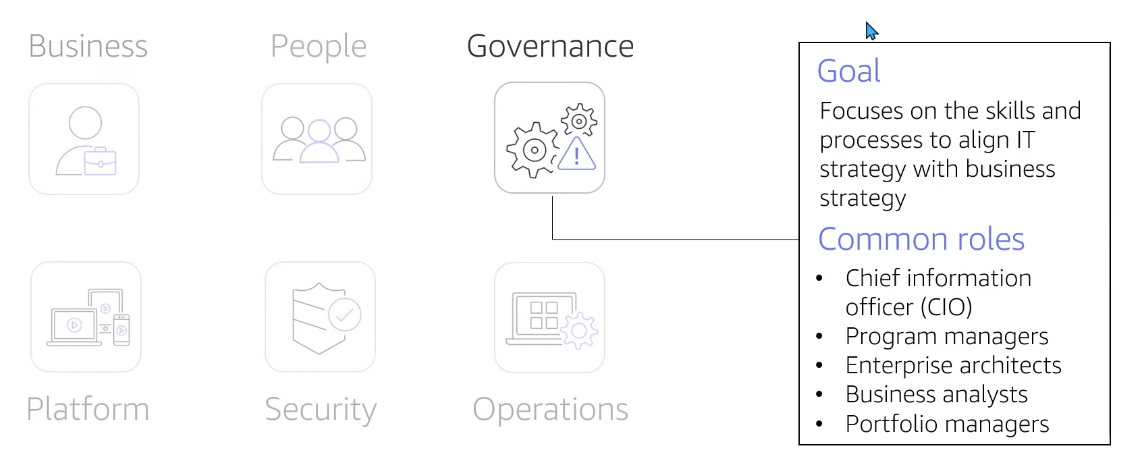 Business
People
Governance
Goal
Focuses on the skills and
processes to align IT
strategy with business
strategy
Common roles
• Chief information
officer (CIO)
• Program managers
• Enterprise architects
• Business analysts
• Portfolio managers
Platform
Security
Operations